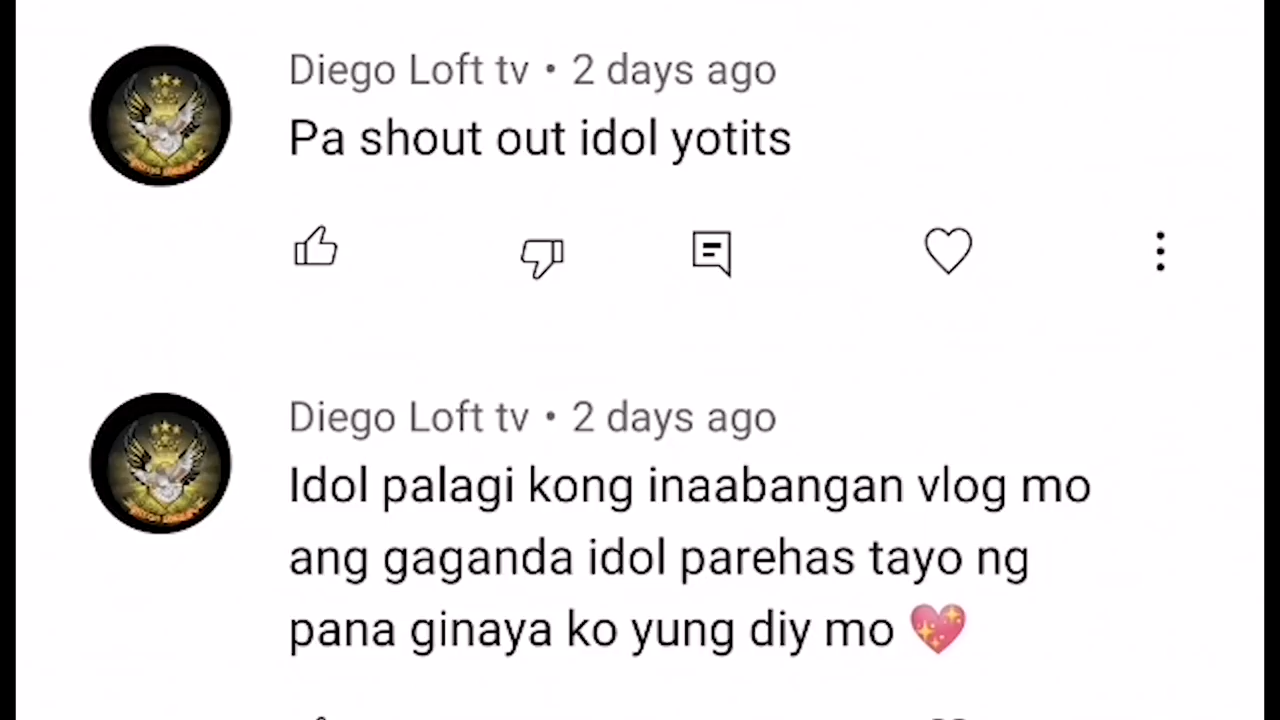 Diego Loft tv • 2 days ago
Pa shout out idol yotits
Diego Loft tv • 2 days ago
Idol palagi kong inaabangan vlog mo
ang gaganda idol parehas tayo ng
pana ginaya ko yung diy mo 💖